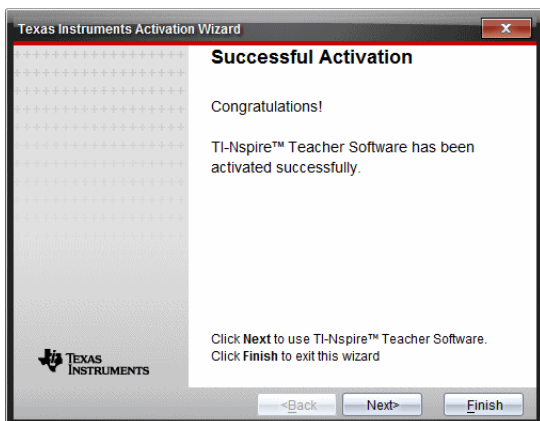 Texas Instruments Activation Wizard
x
Successful Activation
Congratulations!
TI-Nspire™ Teacher Software has been
activated successfully.
Click Next to use TI-Nspire™ Teacher Software.
Click Finish to exit this wizard
TEXAS
INSTRUMENTS
<Back Next> Finish